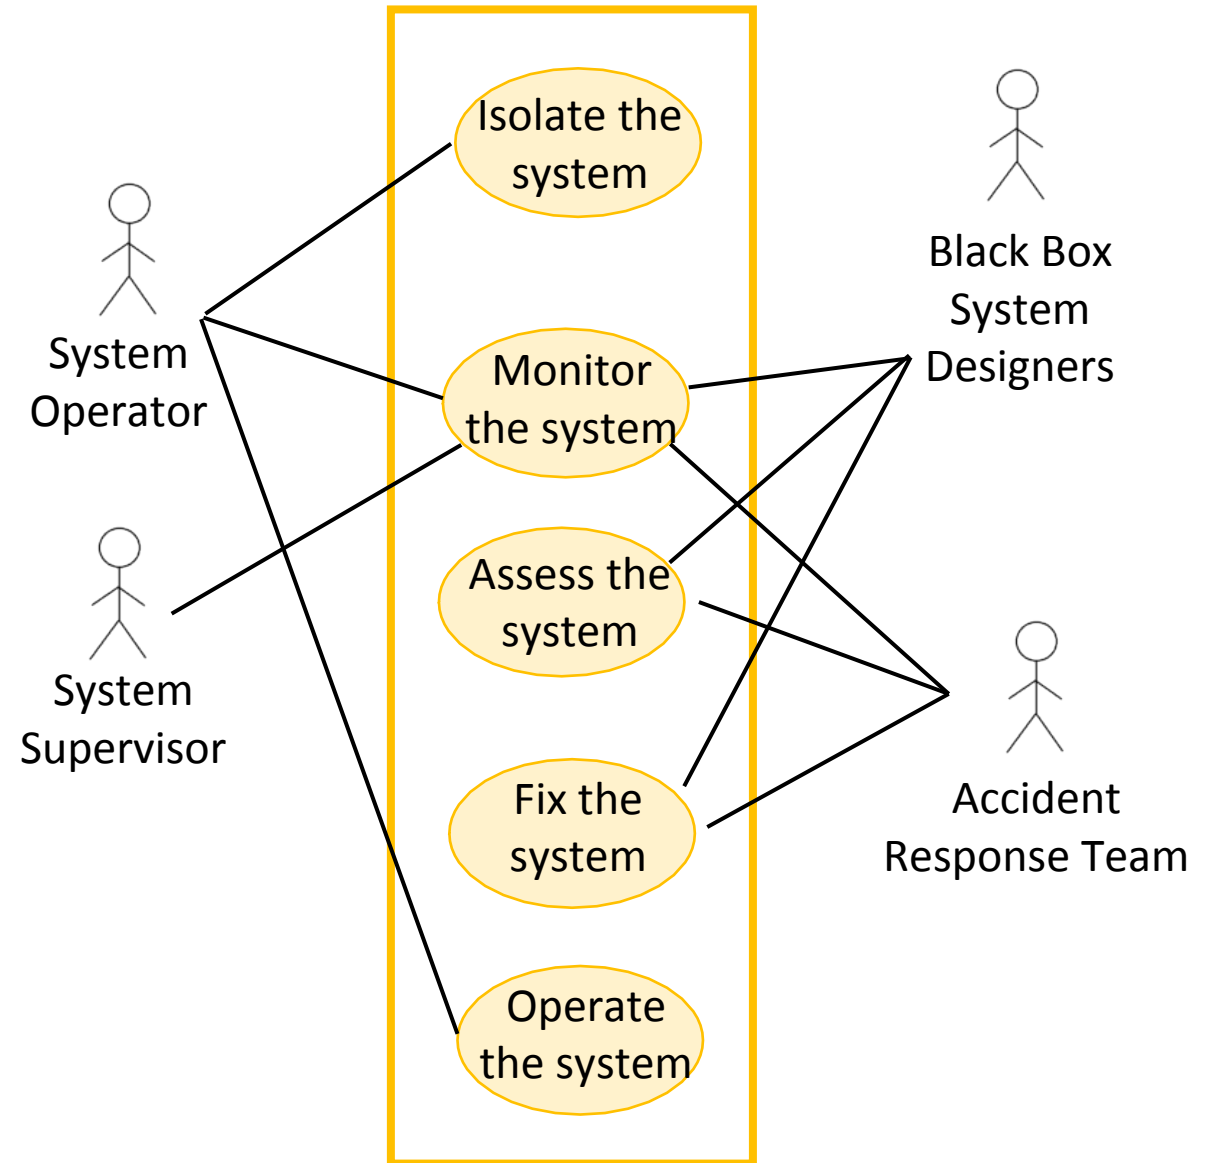 Isolate the
system
System
Operator
Monitor
the system
Black Box
System
Designers
System
Supervisor
Assess the
system
Fix the
system
Accident
Response Team
Operate
the system